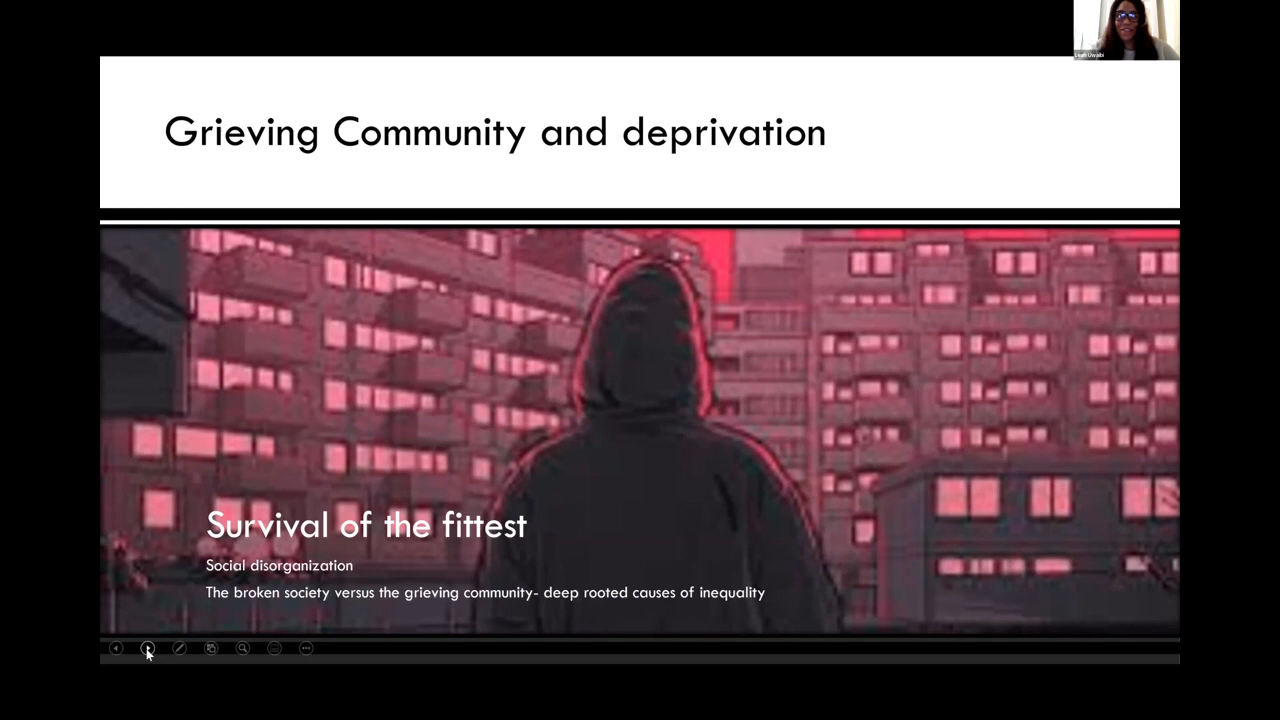 Grieving Community and deprivation
Survival of the fittest
Social disorganization
The broken society versus the grieving community- deep rooted causes of inequality